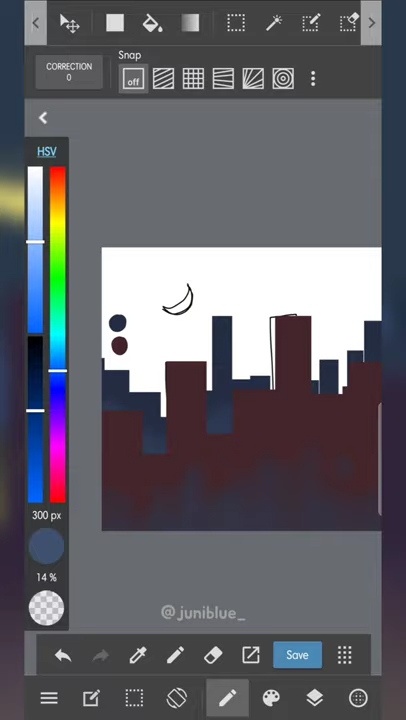 CORRECTION
0
Snap
off
HSV
300 px
14 %
@juniblue_
Save